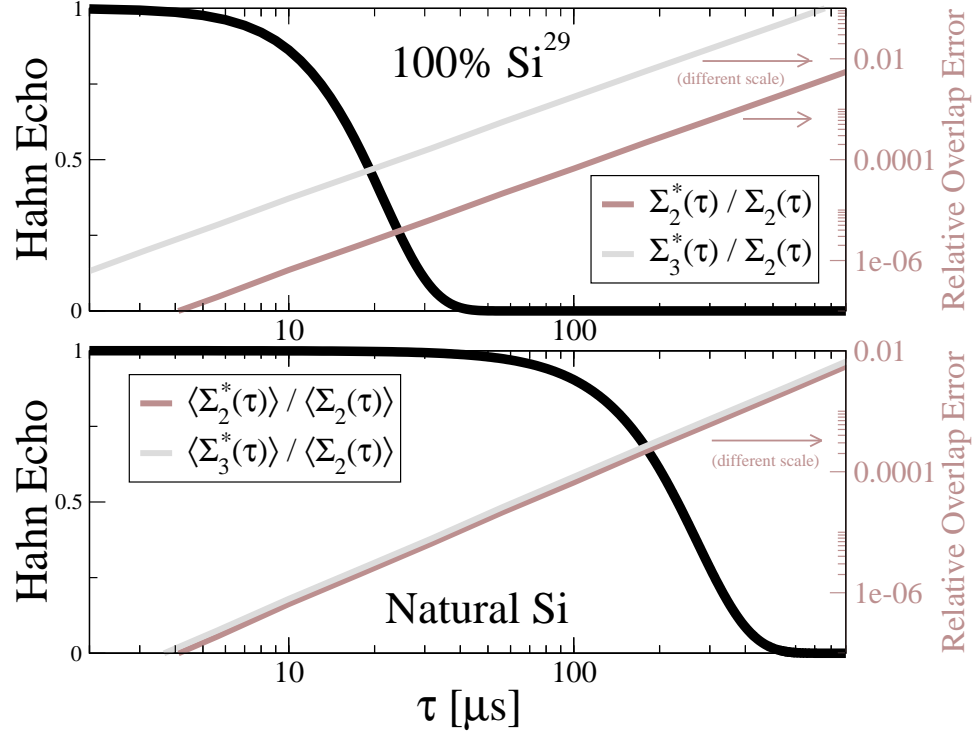 100% Si²⁹
Hahn Echo
1
0.5
0
10
100
0.01
0.0001
1e-06
(different scale)
Σ₂*(τ) / Σ₂(τ)
Σ₃*(τ) / Σ₂(τ)
Relative Overlap Error
Hahn Echo
1
0.5
0
⟨Σ₂*(τ)⟩ / ⟨Σ₂(τ)⟩
⟨Σ₃*(τ)⟩ / ⟨Σ₂(τ)⟩
(different scale)
Natural Si
0.01
0.0001
1e-06
Relative Overlap Error
10
100
τ [μs]